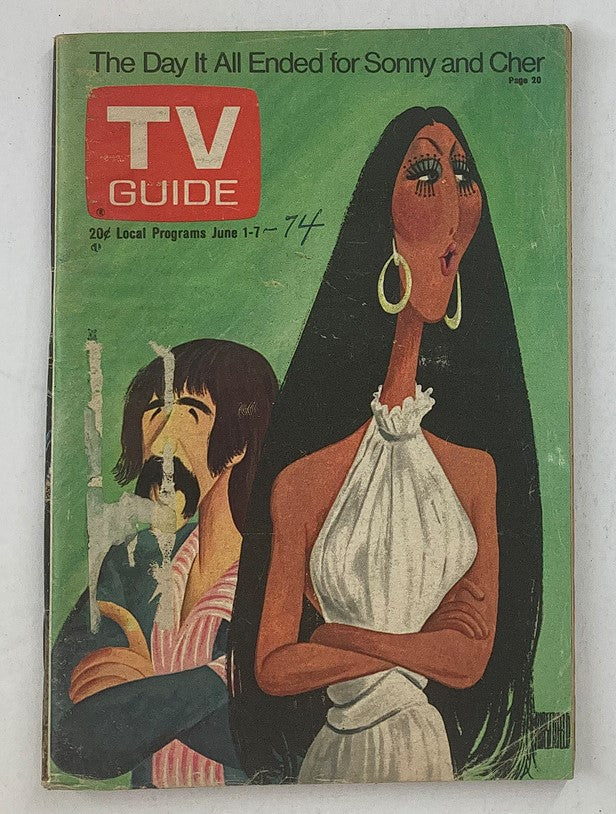 The Day It All Ended for Sonny and Cher
Page 20
TV
GUIDE
®
20¢ Local Programs June 1-7 ~ 74